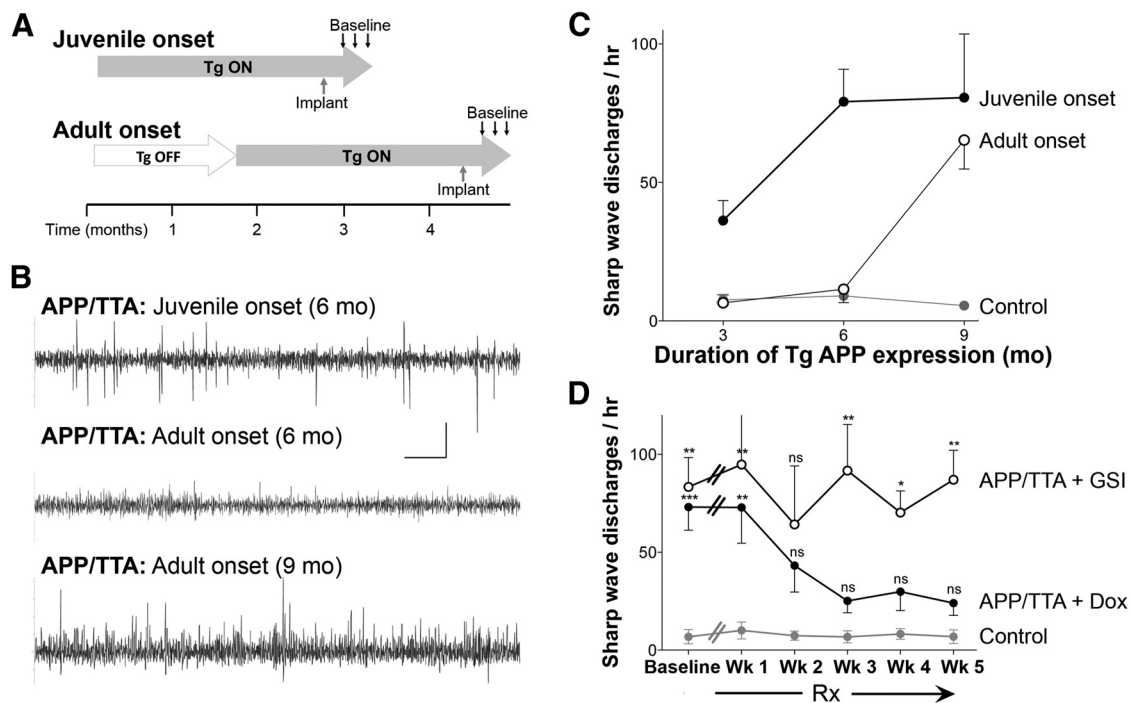 A
Juvenile onset
Baseline
Tg ON
Implant
Adult onset
Baseline
Tg OFF
Tg ON
Implant
Time (months) 1 2 3 4
B
APP/TTA: Juvenile onset (6 mo)
APP/TTA: Adult onset (6 mo)
APP/TTA: Adult onset (9 mo)
C
Sharp wave discharges / hr
100
50
0
Juvenile onset
Adult onset
Control
3 6 9
Duration of Tg APP expression (mo)
D
Sharp wave discharges / hr
100
50
0
** ** ns ** * **
*** ** ns ns ns ns
APP/TTA + GSI
APP/TTA + Dox
Control
Baseline Wk 1 Wk 2 Wk 3 Wk 4 Wk 5
Rx